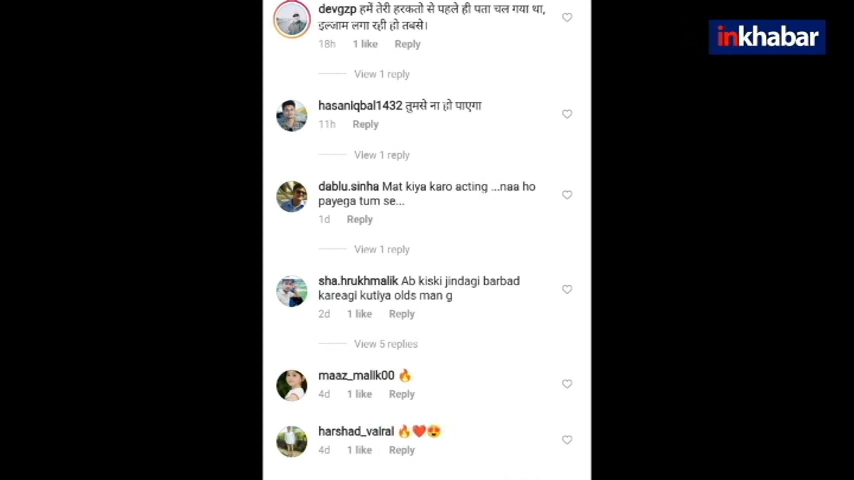 devgzp हमें तेरी हरकतो से पहले ही पता चल गया था,
इल्जाम लगा रही हो तबसे।
18h 1 like Reply
View 1 reply
hasaniqbal1432 तुमसे ना हो पाएगा
11h Reply
View 1 reply
dablu.sinha Mat kiya karo acting ...naa ho
payega tum se...
1d Reply
View 1 reply
sha.hrukhmalik Ab kiski jindagi barbad
kareagi kutiya olds man g
2d 1 like Reply
View 5 replies
maaz_malik00 🔥
4d 1 like Reply
harshad_valral 🔥❤️😍
4d 1 like Reply
inkhabar